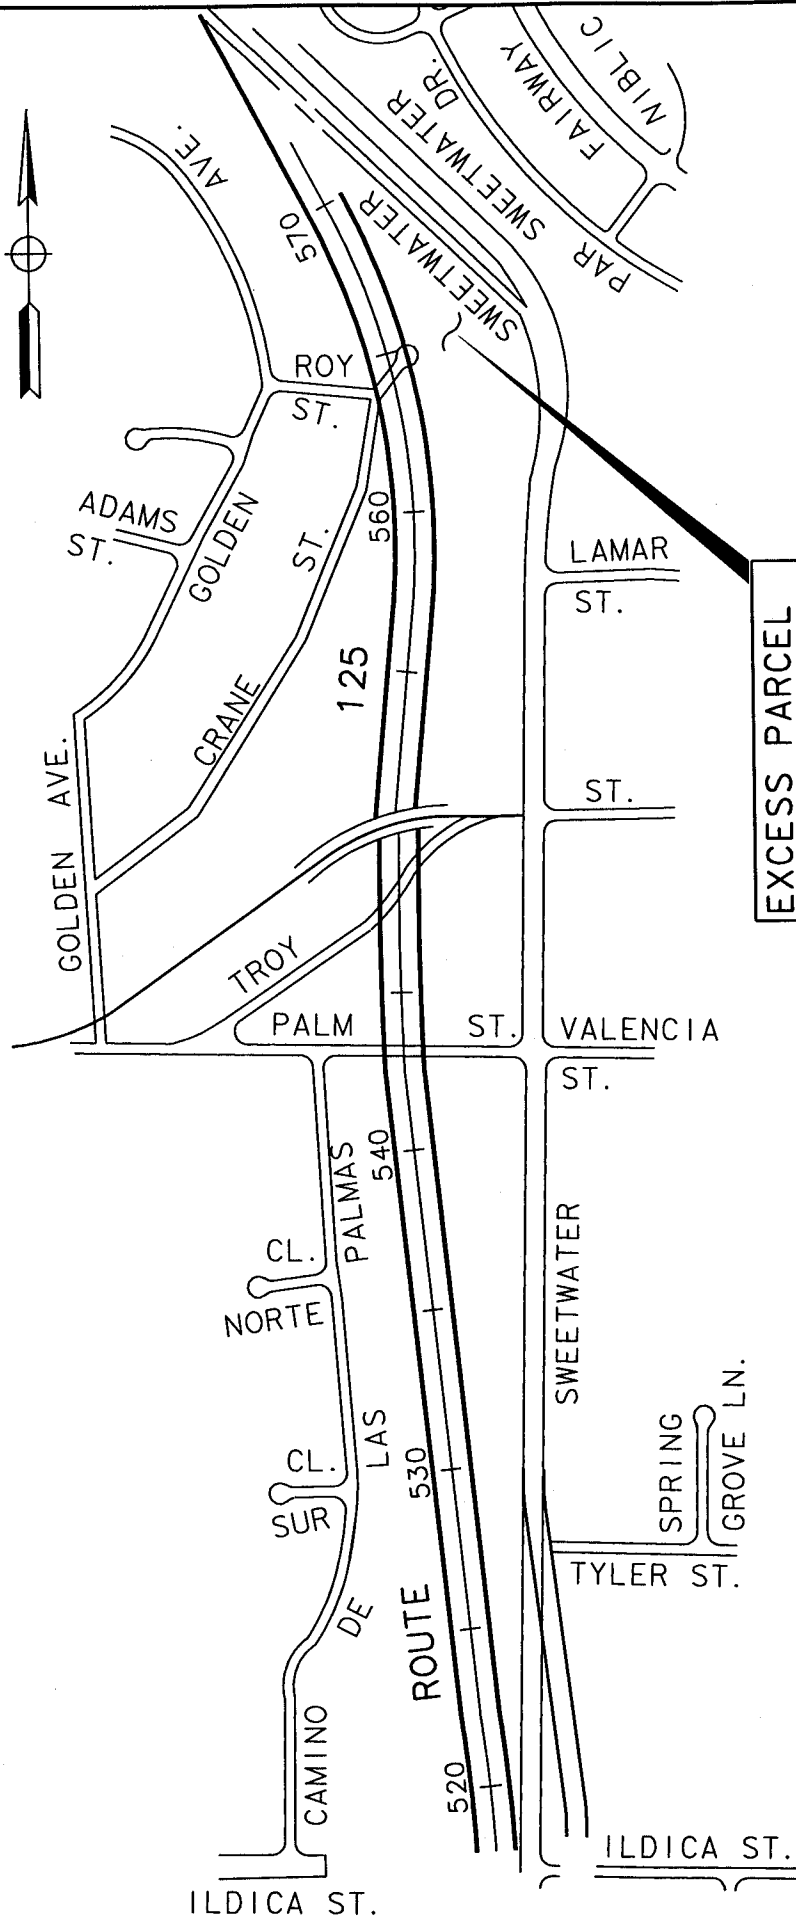 NIBLIC
FAIRWAY
DR.
SWEETWATER
PAR
SWEETWATER
AVE.
570
ROY
ST.
ADAMS
ST.
GOLDEN
ST.
560
LAMAR
ST.
125
CRANE
EXCESS PARCEL
GOLDEN AVE.
ST.
TROY
PALM ST.
VALENCIA
ST.
540
PALMAS
CL.
NORTE
SWEETWATER
LAS
CL.
SUR
530
SPRING
GROVE LN.
TYLER ST.
DE
ROUTE
CAMINO
520
ILDICA ST.
ILDICA ST.